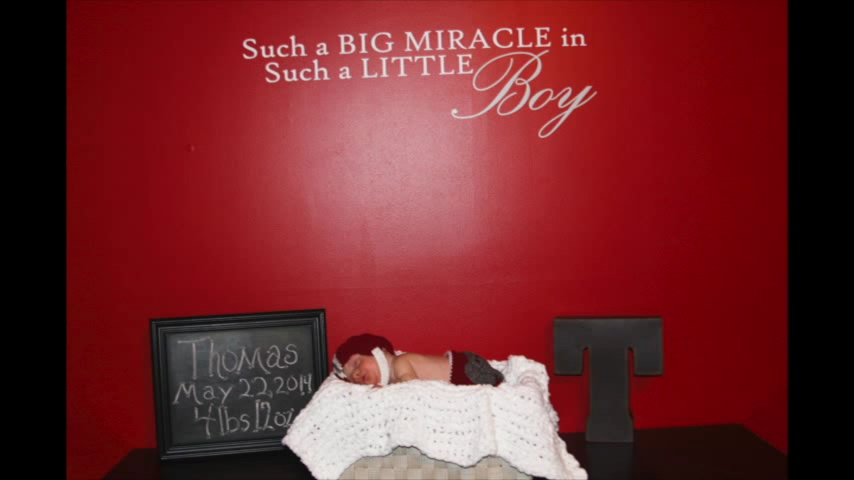 Such a BIG MIRACLE in
Such a LITTLE
Boy
Thomas
May 22, 2014
4lbs 12oz
T